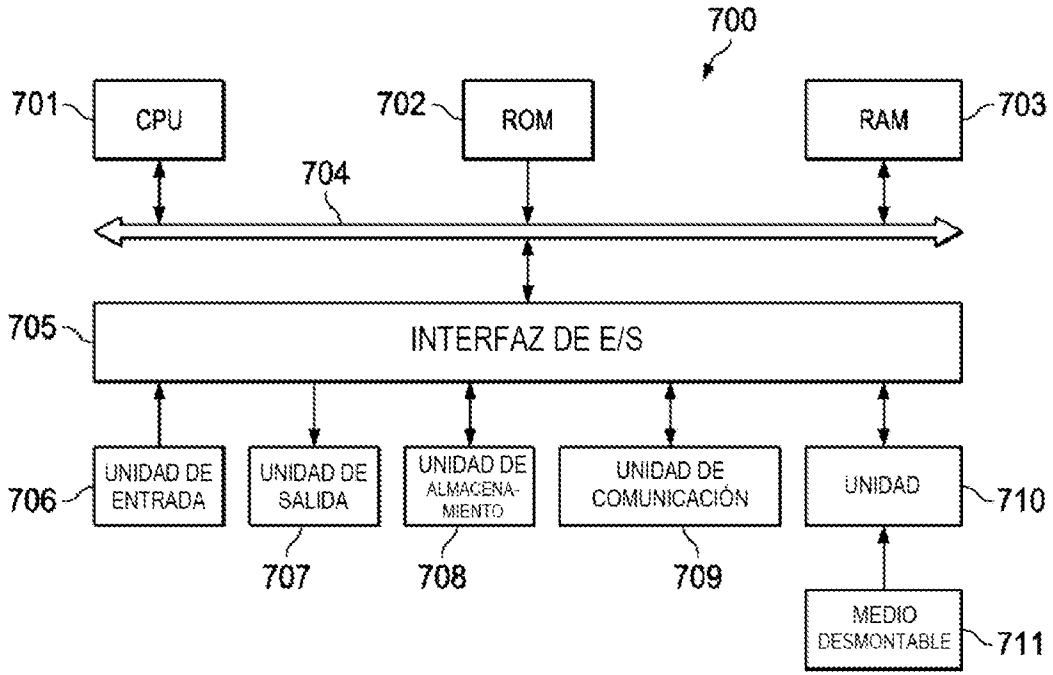 700
701
CPU
702
ROM
RAM
703
704
705
INTERFAZ DE E/S
706
UNIDAD DE
ENTRADA
UNIDAD DE
SALIDA
707
UNIDAD DE
ALMACENA-
MIENTO
708
UNIDAD DE
COMUNICACIÓN
709
UNIDAD
710
MEDIO
DESMONTABLE
711